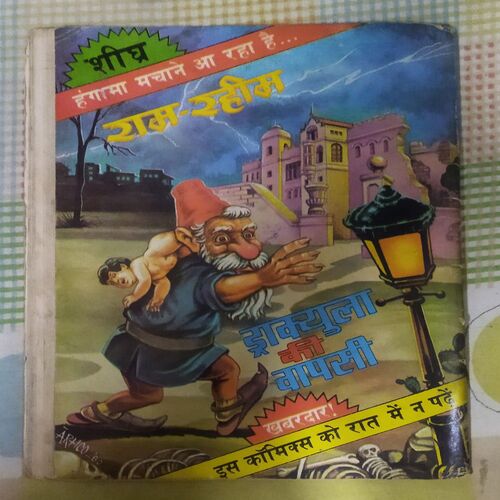 शीघ्र
हंगामा मचाने आ रहा है...
राम-रहीम
ड्राक्युला
की
वापसी
खबरदार!
इस कॉमिक्स को रात में न पढ़ें